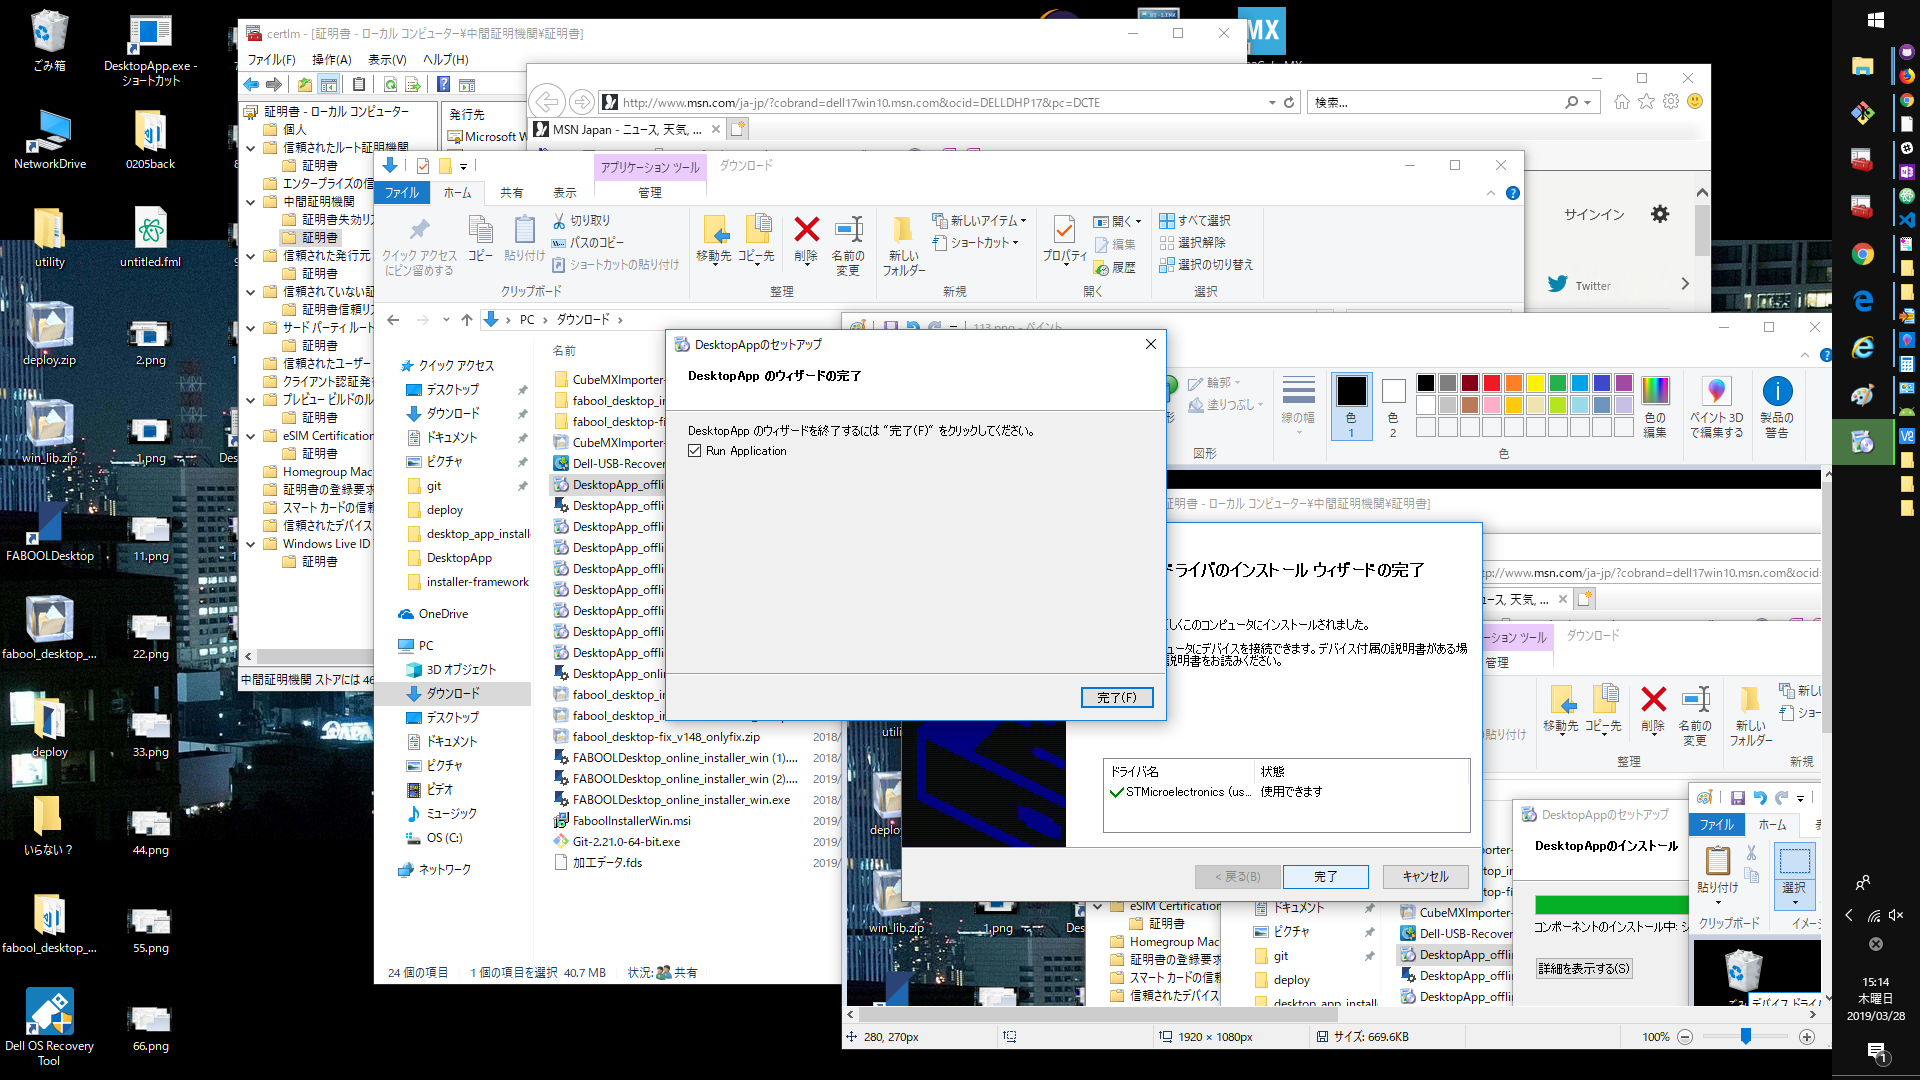 ごみ箱
DesktopApp.exe - ショートカット
NetworkDrive
0205back
utility
untitled.fml
deploy.zip
2.png
win_lib.zip
1.png
FABOOLDesktop
11.png
fabool_desktop_...
22.png
deploy
33.png
いらない？
44.png
fabool_desktop_...
55.png
Dell OS Recovery Tool
66.png
certlm - [証明書 - ローカル コンピューター¥中間証明機関¥証明書]
ファイル(F) 操作(A) 表示(V) ヘルプ(H)
証明書 - ローカル コンピューター
個人
信頼されたルート証明機関
証明書
エンタープライズの信
中間証明機関
証明書失効リス
証明書
信頼された発行元
証明書
信頼されていない証
証明書信頼リス
サード パーティ ルート
証明書
信頼されたユーザー
クライアント認証発行
プレビュー ビルドのル
証明書
eSIM Certification
証明書
Homegroup Mac
証明書の登録要求
スマート カードの信頼
信頼されたデバイス
Windows Live ID
証明書
中間証明機関 ストアには 46
発行先
Microsoft W
http://www.msn.com/ja-jp/?cobrand=dell17win10.msn.com&ocid=DELLDHP17&pc=DCTE
検索...
MSN Japan - ニュース, 天気, ...
サインイン
Twitter
アプリケーション ツール ダウンロード
ファイル ホーム 共有 表示 管理
クイック アクセスにピン留めする
コピー
貼り付け
切り取り
パスのコピー
ショートカットの貼り付け
クリップボード
移動先 コピー先 削除 名前の変更
整理
新しいフォルダー
新しいアイテム
ショートカット
新規
プロパティ
開く
編集
履歴
開く
すべて選択
選択解除
選択の切り替え
選択
PC ダウンロード
クイック アクセス
デスクトップ
ダウンロード
ドキュメント
ピクチャ
git
deploy
desktop_app_install
DesktopApp
installer-framework
OneDrive
PC
3D オブジェクト
ダウンロード
デスクトップ
ドキュメント
ピクチャ
ビデオ
ミュージック
OS (C:)
ネットワーク
名前
CubeMXImporter-
fabool_desktop_in
fabool_desktop-fi
CubeMXImporter-
Dell-USB-Recover
DesktopApp_offli
DesktopApp_offli
DesktopApp_offli
DesktopApp_offli
DesktopApp_offli
DesktopApp_offli
DesktopApp_offli
DesktopApp_offli
DesktopApp_offli
DesktopApp_onlin
fabool_desktop_in
fabool_desktop_in
fabool_desktop-fix_v148_onlyfix.zip 2018/
FABOOLDesktop_online_installer_win (1).... 2018/
FABOOLDesktop_online_installer_win (2).... 2019/
FABOOLDesktop_online_installer_win.exe 2018/
FaboolInstallerWin.msi 2019/
Git-2.21.0-64-bit.exe 2019/
加工データ.fds 2019/
24 個の項目 1 個の項目を選択 40.7 MB 状況: 共有
DesktopAppのセットアップ
DesktopApp のウィザードの完了
DesktopApp のウィザードを終了するには "完了(F)" をクリックしてください。
Run Application
完了(F)
113.png - ペイント
輪郭
塗りつぶし
図形
線の幅
色 1
色 2
色の編集
ペイント 3D で編集する
製品の警告
色
証明書 - ローカル コンピューター¥中間証明機関¥証明書]
ドライバのインストール ウィザードの完了
しくこのコンピュータにインストールされました。
ュータにデバイスを接続できます。デバイス付属の説明書がある場
説明書をお読みください。
ドライバ名 状態
STMicroelectronics (us... 使用できます
< 戻る(B) 完了 キャンセル
tp://www.msn.com/ja-jp/?cobrand=dell17win10.msn.com&ocid=
ュース, 天気, ...
ーション ツール ダウンロード
管理
貼り付け
移動先 コピー先 削除 名前の変更
整理
新しいフォルダー
新規
DesktopAppのセットアップ
DesktopAppのインストール
コンポーネントのインストール中: シ
詳細を表示する(S)
ファイル ホーム
貼り付け
クリップボード
選択
イメー
utili
deploy
win_lib.zip
1.png
Des
eSIM Certification
証明書
Homegroup Mac
証明書の登録要求
スマート カードの信頼
信頼されたデバイス
ドキュメント
ピクチャ
git
deploy
desktop_app_install
CubeMXImporter-
Dell-USB-Recover
DesktopApp_offlin
DesktopApp_offlin
DesktopApp_offlin
280, 270px
1920 × 1080px
サイズ: 669.6KB
100%
15:14
木曜日
2019/03/28
1